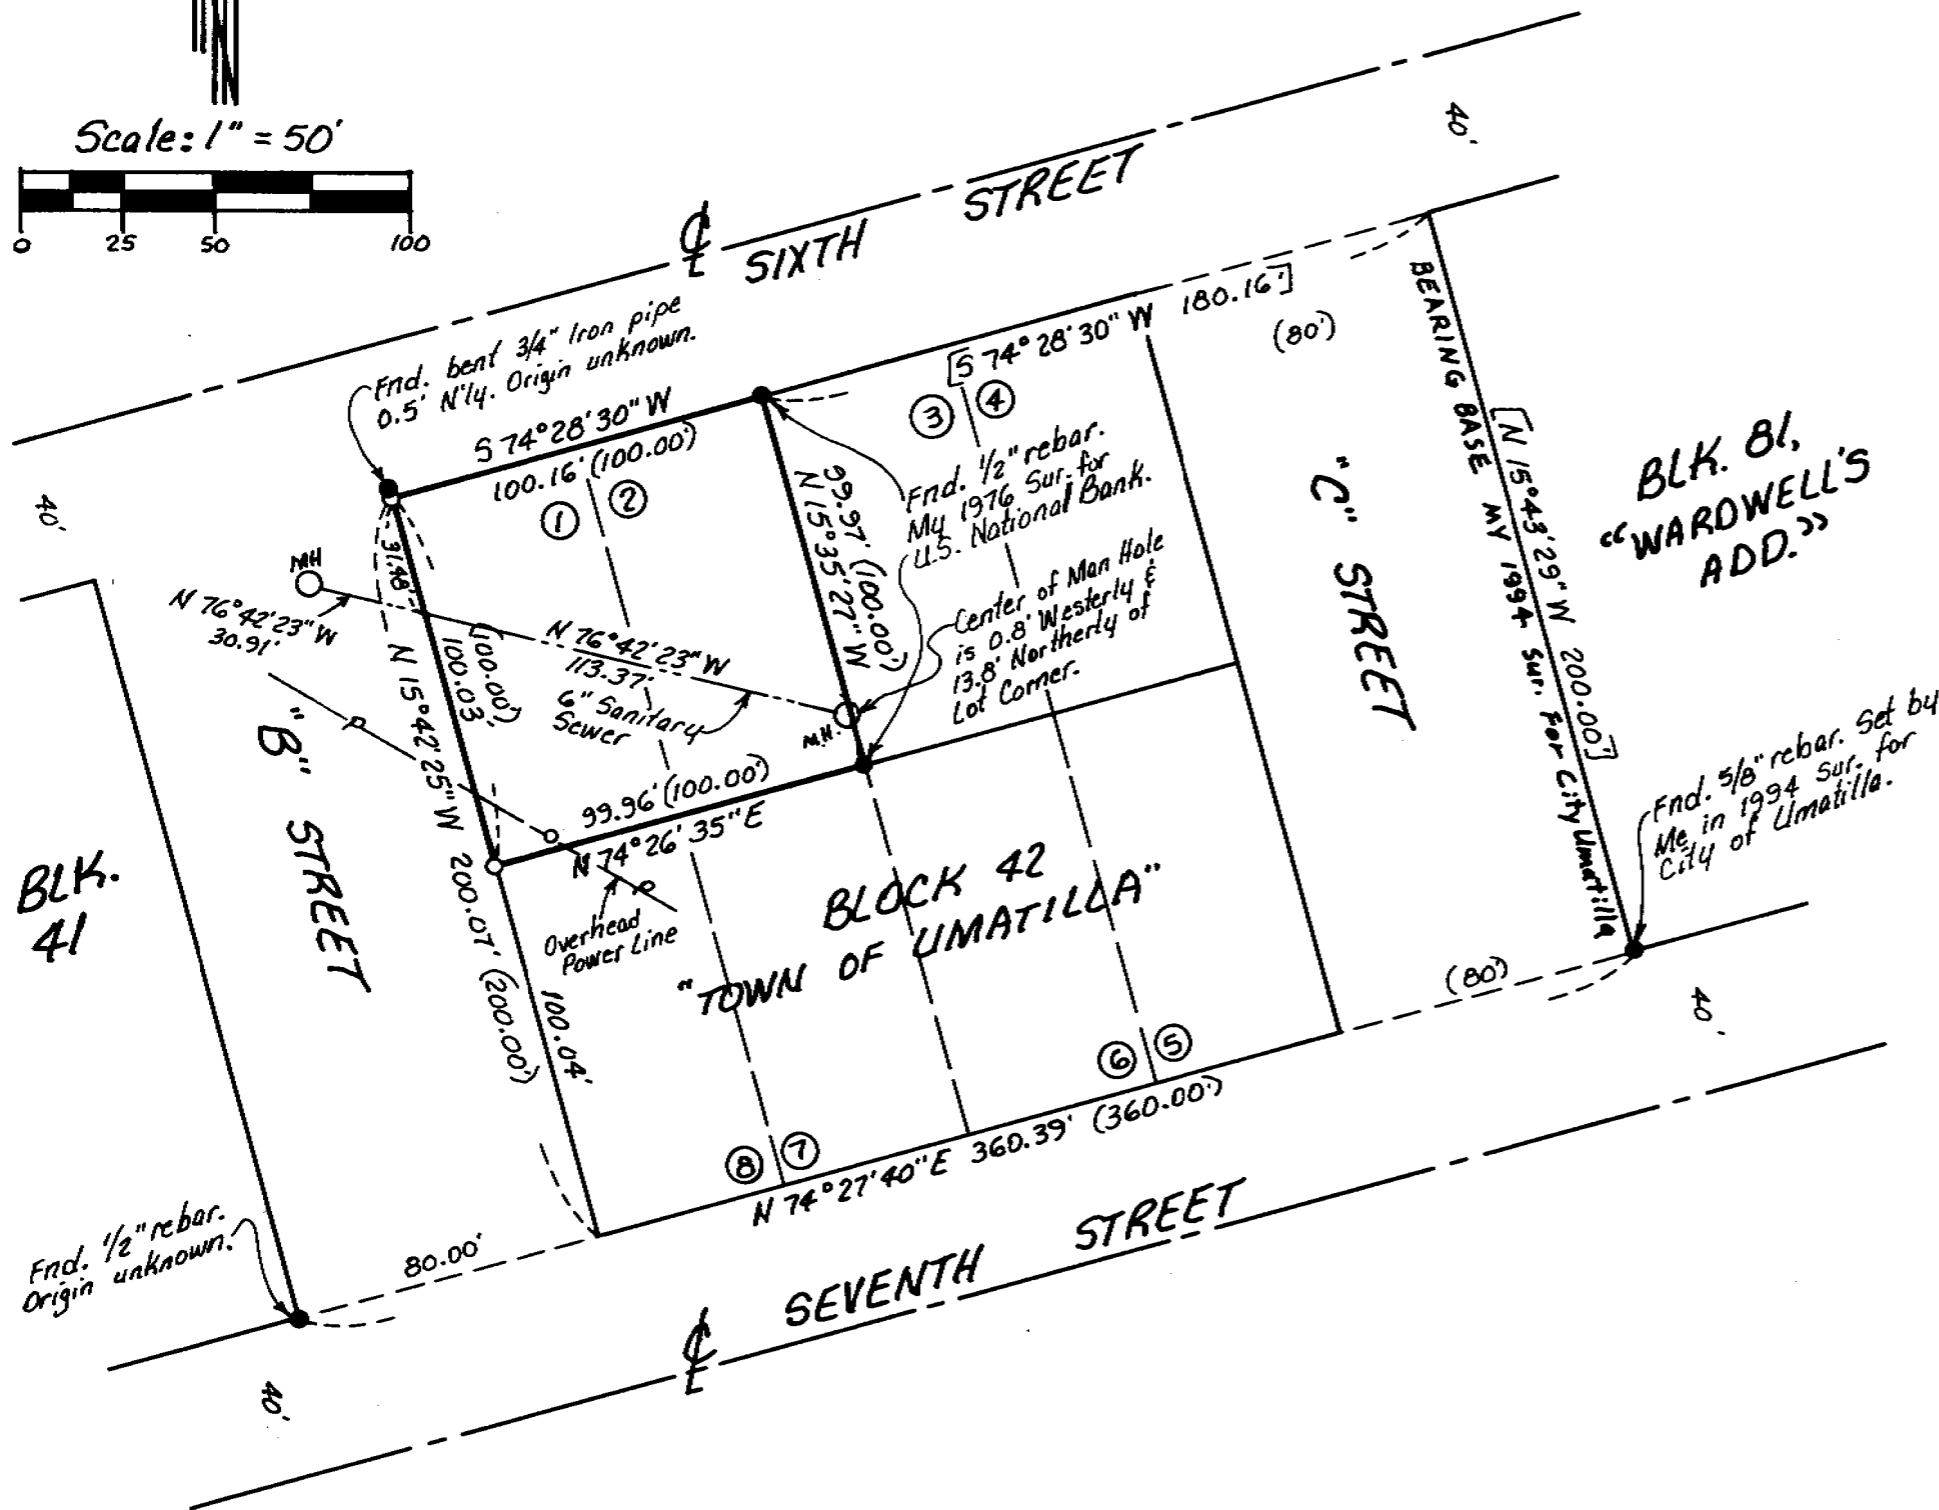 N
Scale: 1" = 50'
0 25 50 100
℄
SIXTH STREET
40'
Fnd. bent 3/4" Iron pipe
0.5' N'ly. Origin unknown.
S 74°28'30" W
100.16' (100.00')
[S 74°28'30" W 180.16']
(80')
1
2
3
4
40'
MH
N 76°42'23" W
30.91'
31.48'
(100.00')
100.03'
N 15°42'25" W 200.07' (200.00')
N 76°42'23" W
113.37'
6" Sanitary
Sewer
M.H.
99.97' (100.00')
N 15°35'27" W
Fnd. 1/2" rebar.
My 1976 Sur. for
U.S. National Bank.
Center of Man Hole
is 0.8' Westerly &
13.8' Northerly of
Lot Corner.
"C" STREET
BEARING BASE MY 1994 Sur. For City Umatilla
[N 15°43'29" W 200.00']
BLK. 81,
"WARDWELL'S
ADD."
Fnd. 5/8" rebar. Set by
Me in 1994 Sur. for
City of Umatilla.
"B" STREET
P
99.96' (100.00')
N 74°26'35" E
P
Overhead
Power Line
BLK.
41
BLOCK 42
"TOWN OF UMATILLA"
100.04'
(80')
40'
6
5
8
7
N 74°27'40" E 360.39' (360.00')
Fnd. 1/2" rebar.
Origin unknown.
80.00'
℄
SEVENTH STREET
40'